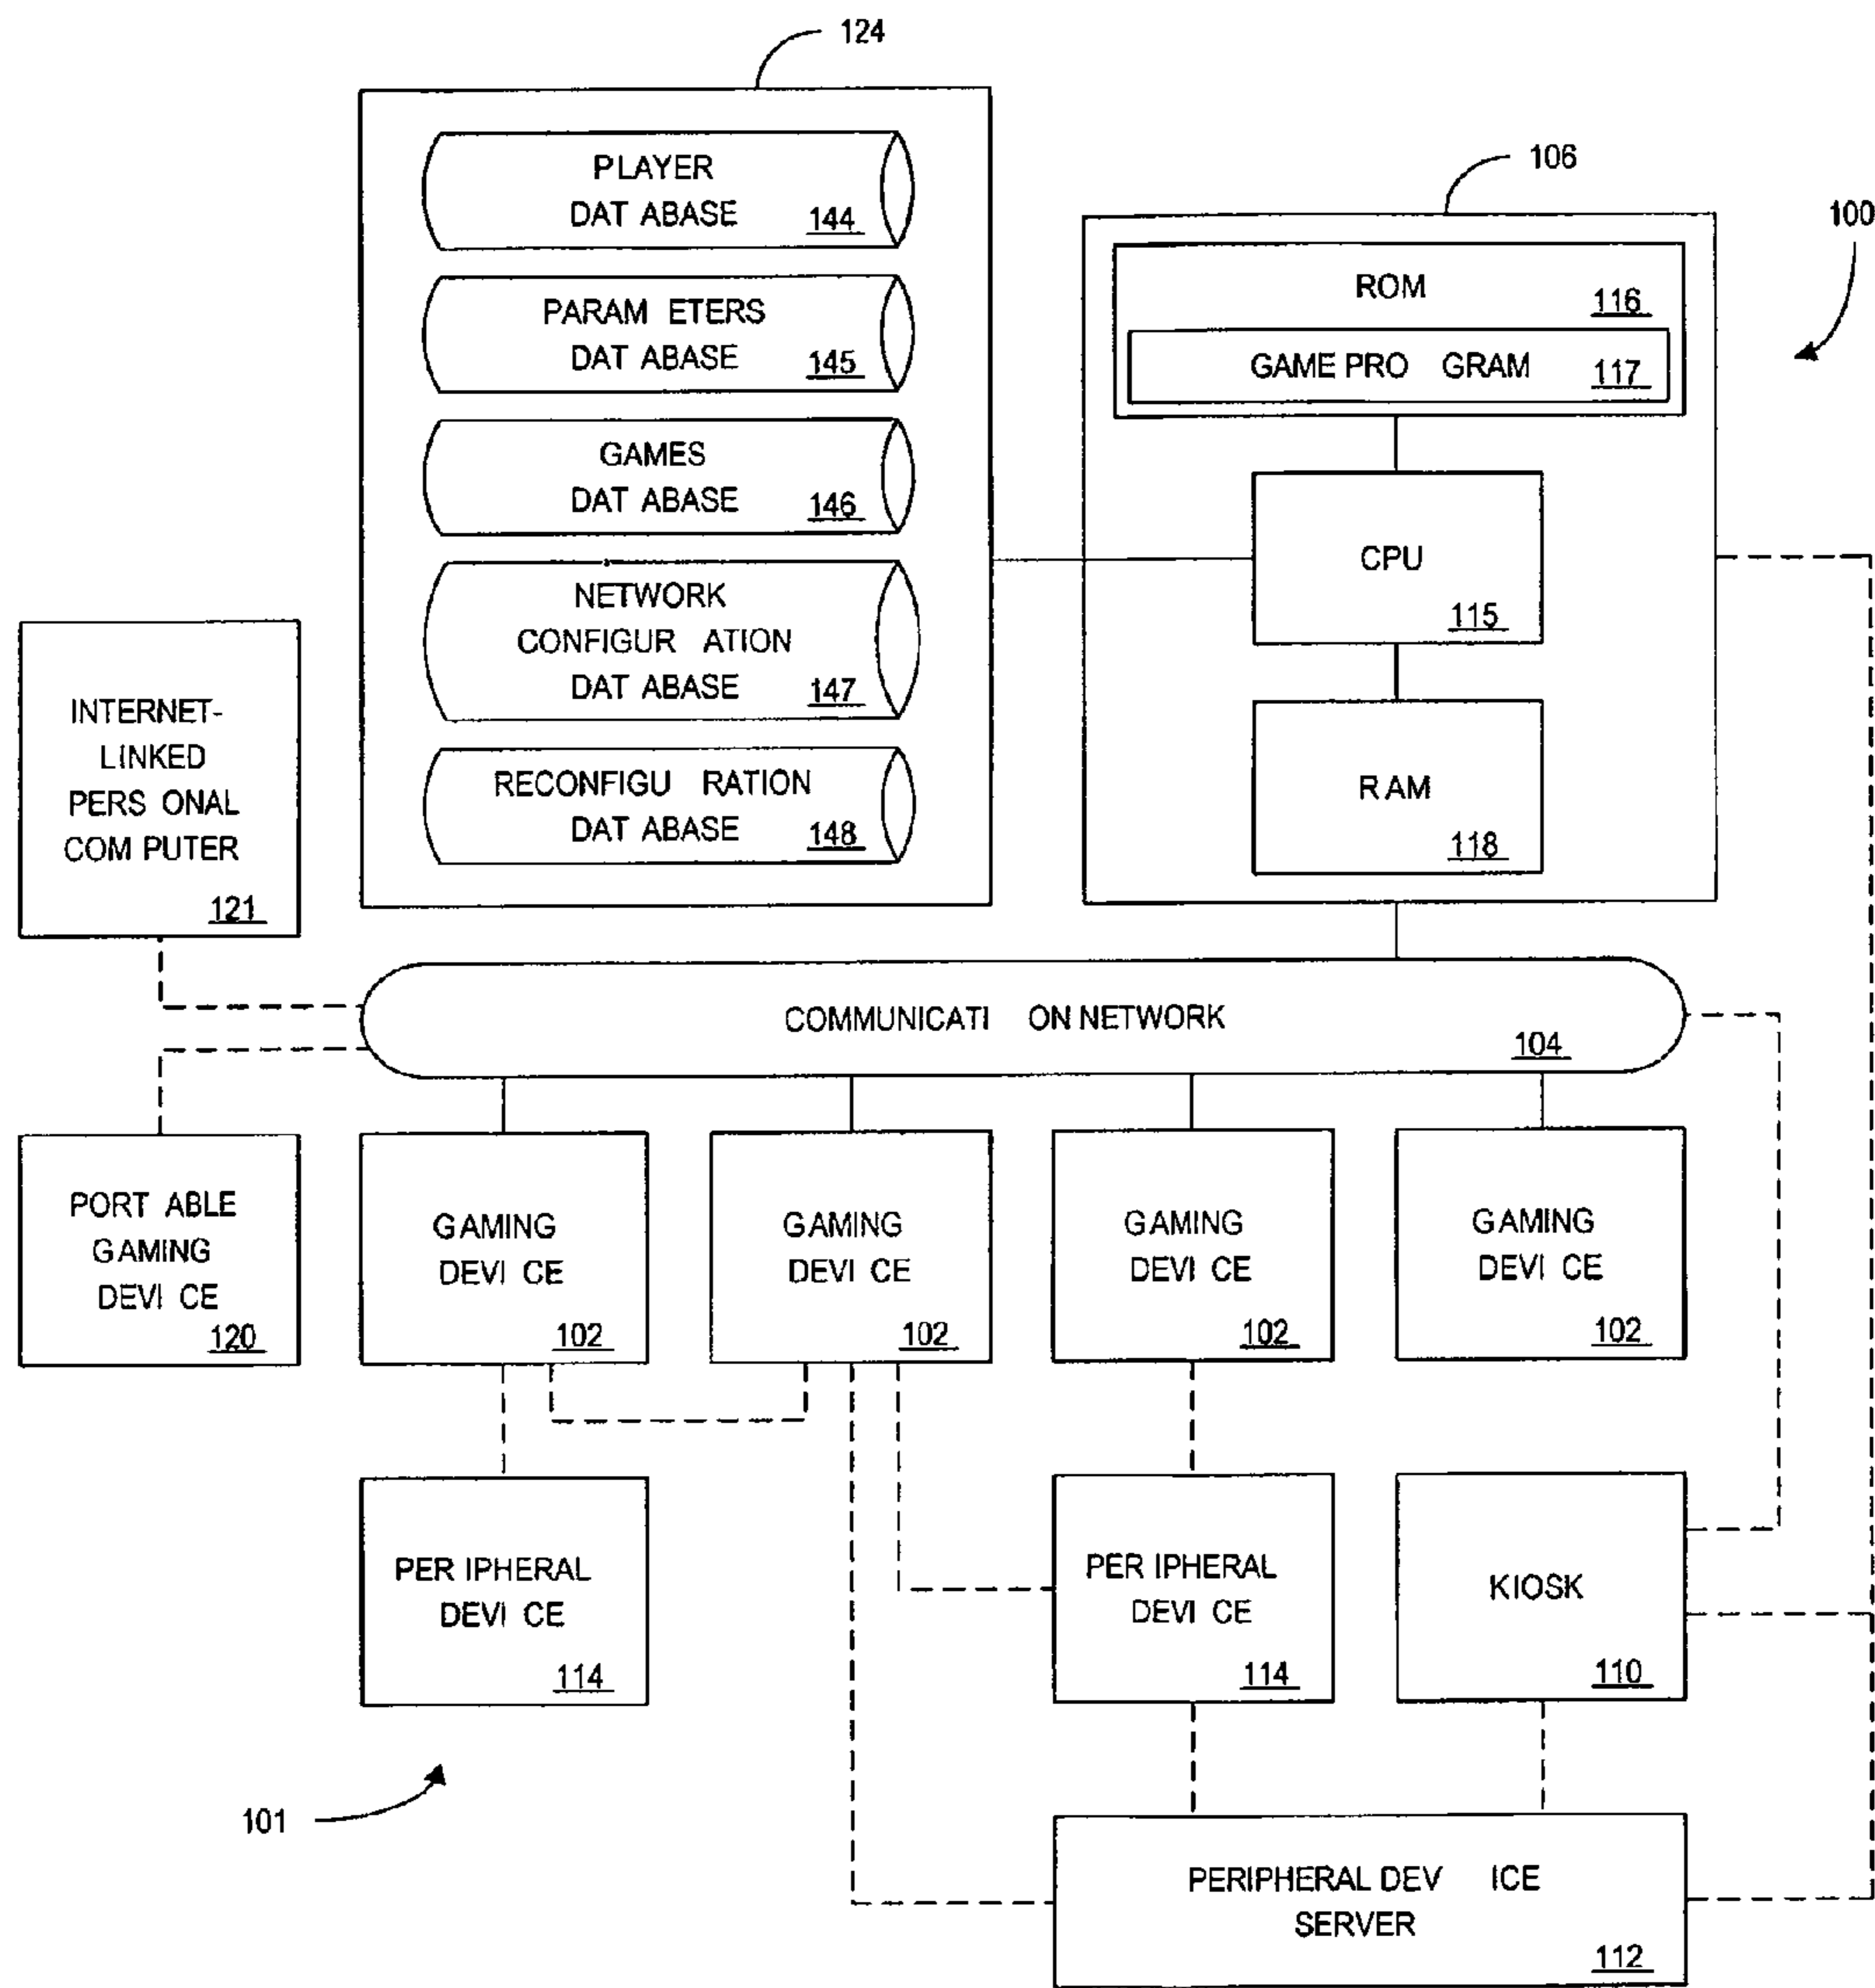 124
PLAYER
DAT ABASE 144
PARAM ETERS
DAT ABASE 145
GAMES
DAT ABASE 146
NETWORK
CONFIGUR ATION
DAT ABASE 147
RECONFIGU RATION
DAT ABASE 148
106
100
ROM 116
GAME PRO GRAM 117
CPU
115
RAM
118
INTERNET-
LINKED
PERS ONAL
COM PUTER
121
COMMUNICATI ON NETWORK
104
PORT ABLE
GAMING
DEVI CE
120
GAMING
DEVI CE
102
GAMING
DEVI CE
102
GAMING
DEVI CE
102
GAMING
DEVI CE
102
PER IPHERAL
DEVI CE
114
PER IPHERAL
DEVI CE
114
KIOSK
110
101
PERIPHERAL DEV ICE
SERVER
112